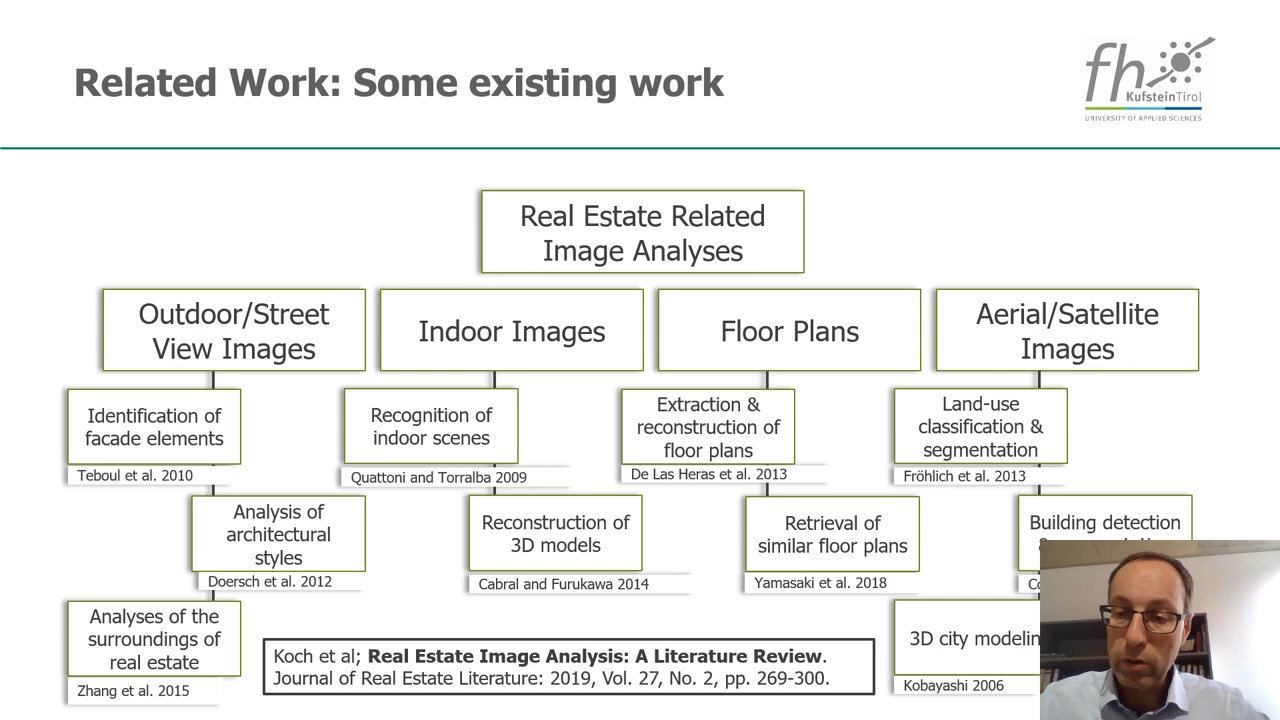 Related Work: Some existing work
fh
KufsteinTirol
UNIVERSITY OF APPLIED SCIENCES
Real Estate Related
Image Analyses
Outdoor/Street
View Images
Indoor Images
Floor Plans
Aerial/Satellite
Images
Identification of
facade elements
Teboul et al. 2010
Recognition of
indoor scenes
Quattoni and Torralba 2009
Extraction &
reconstruction of
floor plans
De Las Heras et al. 2013
Land-use
classification &
segmentation
Fröhlich et al. 2013
Analysis of
architectural
styles
Doersch et al. 2012
Reconstruction of
3D models
Cabral and Furukawa 2014
Retrieval of
similar floor plans
Yamasaki et al. 2018
Building detection
Analyses of the
surroundings of
real estate
Zhang et al. 2015
3D city
Kobayashi 2006
Koch et al; Real Estate Image Analysis: A Literature Review.
Journal of Real Estate Literature: 2019, Vol. 27, No. 2, pp. 269-300.